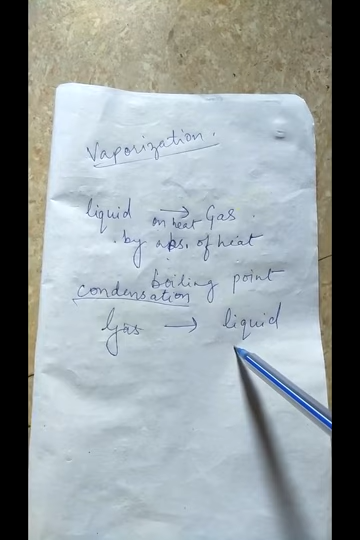 Vaporization.
liquid → Gas.
on heat
by abs. of heat
boiling point
condensation
Gas → liquid